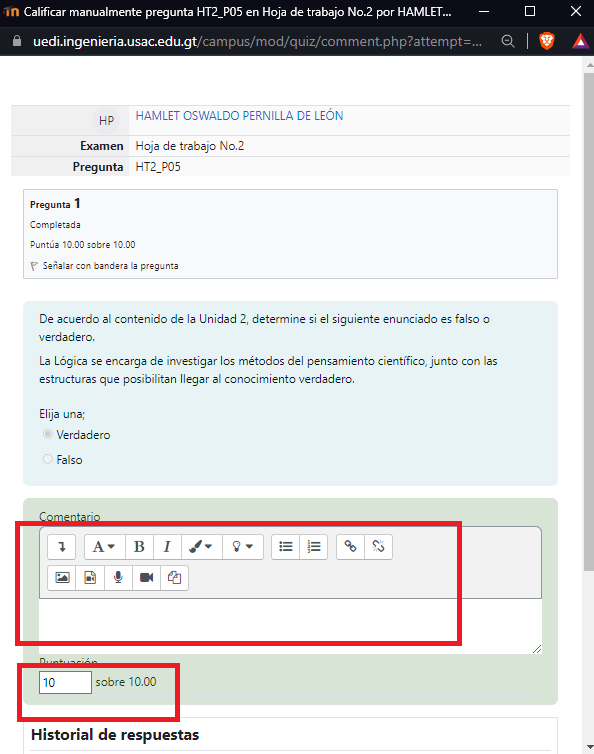 Calificar manualmente pregunta HT2_P05 en Hoja de trabajo No.2 por HAMLET...
uedi.ingenieria.usac.edu.gt/campus/mod/quiz/comment.php?attempt=...
HP
HAMLET OSWALDO PERNILLA DE LEÓN
Examen Hoja de trabajo No.2
Pregunta HT2_P05
Pregunta 1
Completada
Puntúa 10.00 sobre 10.00
Señalar con bandera la pregunta
De acuerdo al contenido de la Unidad 2, determine si el siguiente enunciado es falso o
verdadero.
La Lógica se encarga de investigar los métodos del pensamiento científico, junto con las
estructuras que posibilitan llegar al conocimiento verdadero.
Elija una;
Verdadero
Falso
Comentario
A B I
Puntuación
10 sobre 10.00
Historial de respuestas